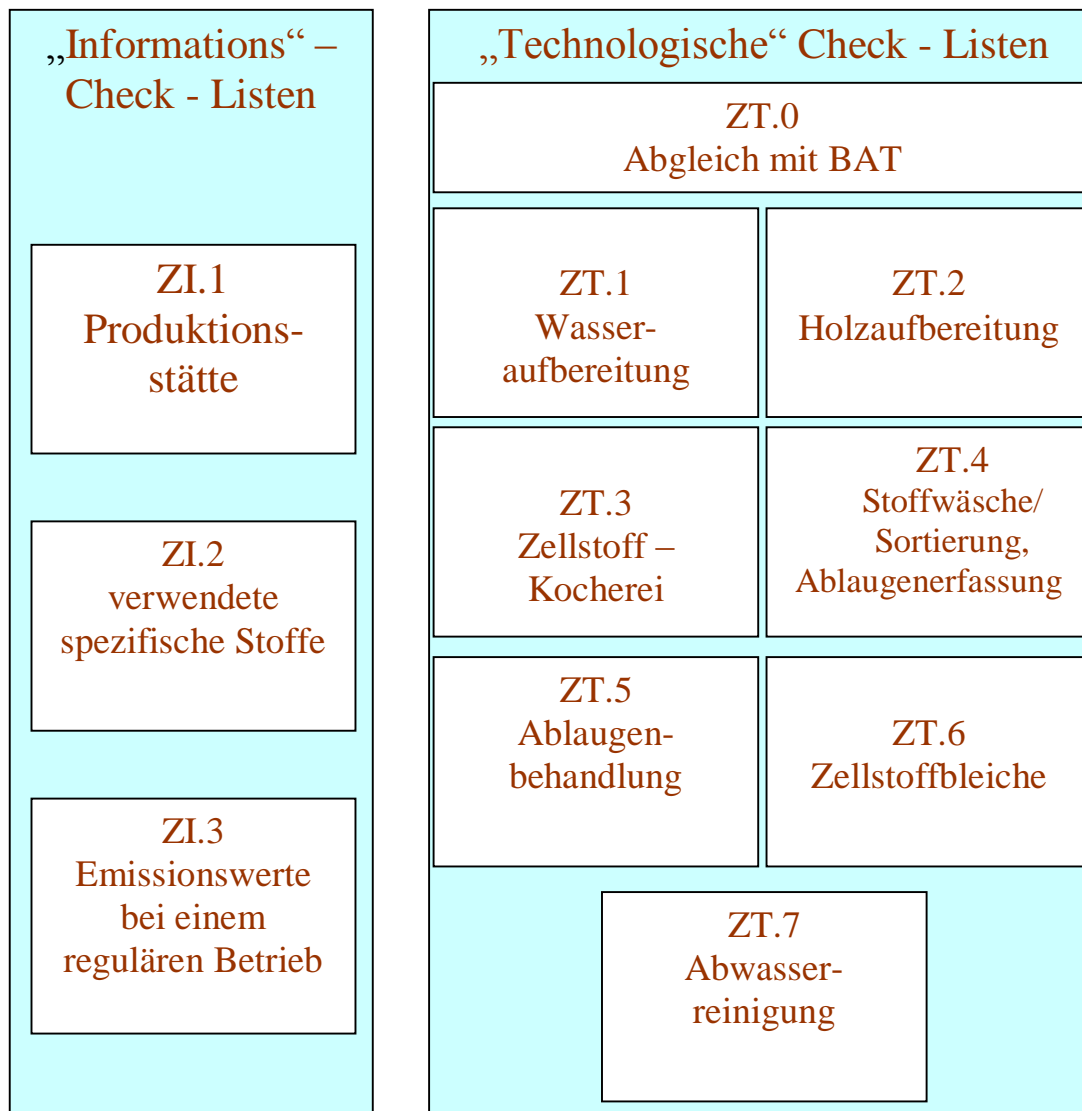 „Informations“ –
Check - Listen
ZI.1
Produktions-
stätte
ZI.2
verwendete
spezifische Stoffe
ZI.3
Emissionswerte
bei einem
regulären Betrieb
„Technologische“ Check - Listen
ZT.0
Abgleich mit BAT
ZT.1
Wasser-
aufbereitung
ZT.2
Holzaufbereitung
ZT.3
Zellstoff –
Kocherei
ZT.4
Stoffwäsche/
Sortierung,
Ablaugenerfassung
ZT.5
Ablaugen-
behandlung
ZT.6
Zellstoffbleiche
ZT.7
Abwasser-
reinigung